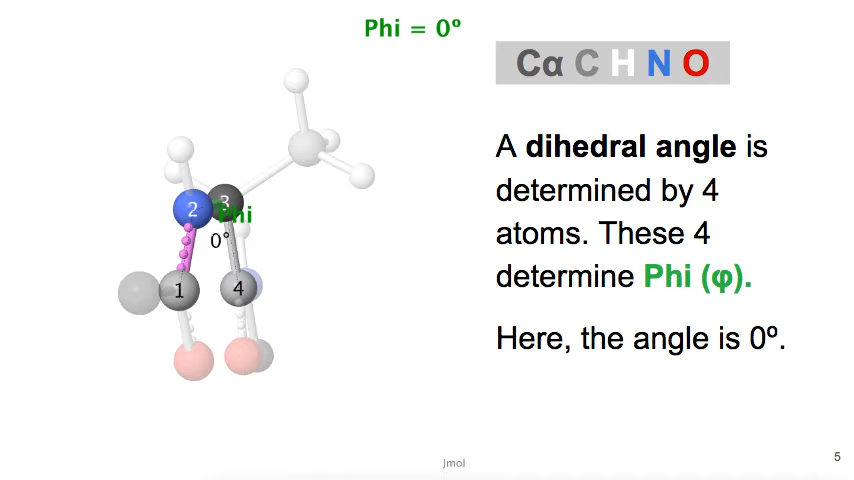 Phi = 0º
Cα C H N O
A dihedral angle is
determined by 4
atoms. These 4
determine Phi (φ).
Here, the angle is 0º.
2 3
Phi
0°
1 4
Jmol
5